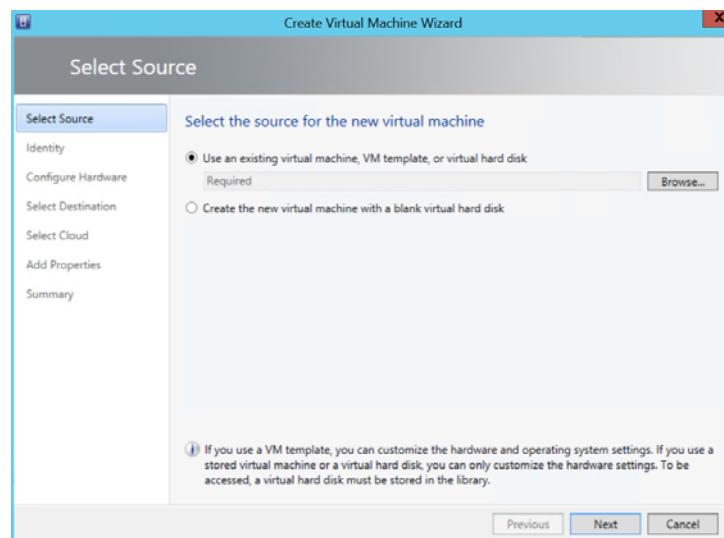 Create Virtual Machine Wizard
X
Select Source
Select Source
Identity
Configure Hardware
Select Destination
Select Cloud
Add Properties
Summary
Select the source for the new virtual machine
Use an existing virtual machine, VM template, or virtual hard disk
Required
Browse...
Create the new virtual machine with a blank virtual hard disk
If you use a VM template, you can customize the hardware and operating system settings. If you use a
stored virtual machine or a virtual hard disk, you can only customize the hardware settings. To be
accessed, a virtual hard disk must be stored in the library.
Previous
Next
Cancel